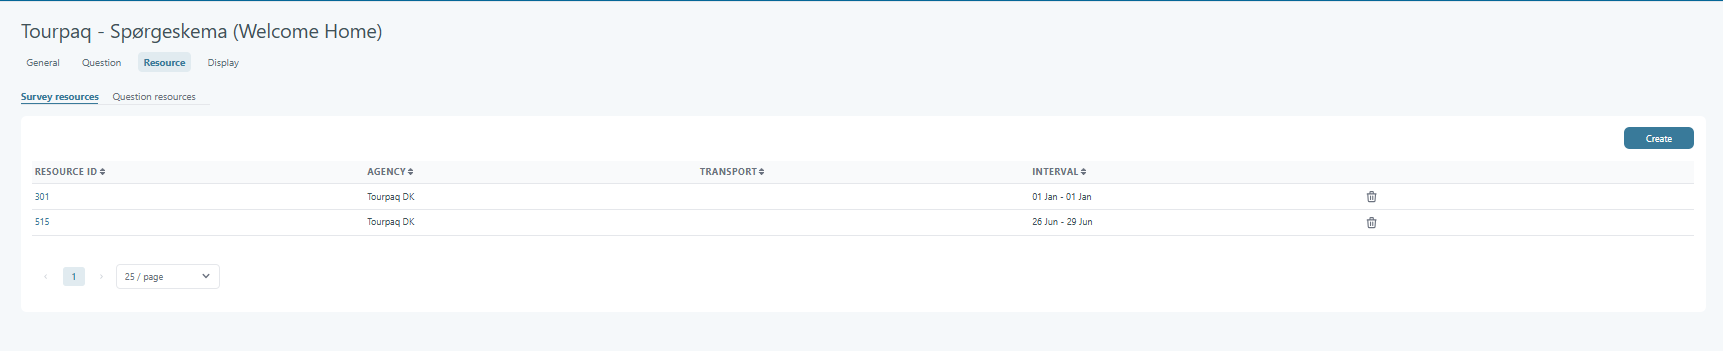 Tourpaq - Spørgeskema (Welcome Home)
General Question Resource Display
Survey resources Question resources
Create
RESOURCE ID AGENCY TRANSPORT INTERVAL
301 Tourpaq DK 01 Jan - 01 Jan
515 Tourpaq DK 26 Jun - 29 Jun
1 25 / page